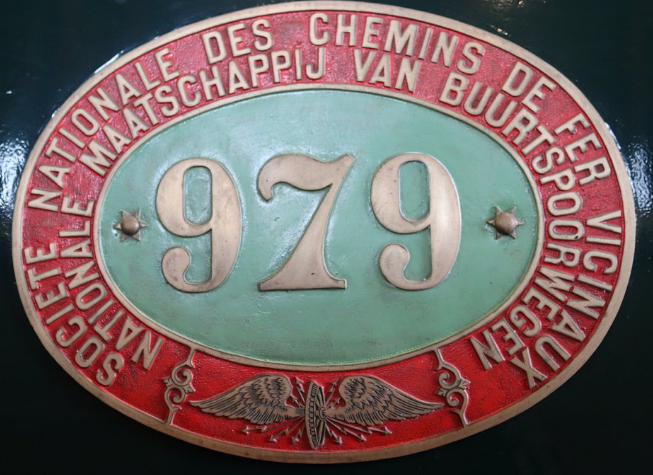 SOCIETE NATIONALE DES CHEMINS DE FER VICINAUX
NATIONALE MAATSCHAPPIJ VAN BUURTSPOORWEGEN
979